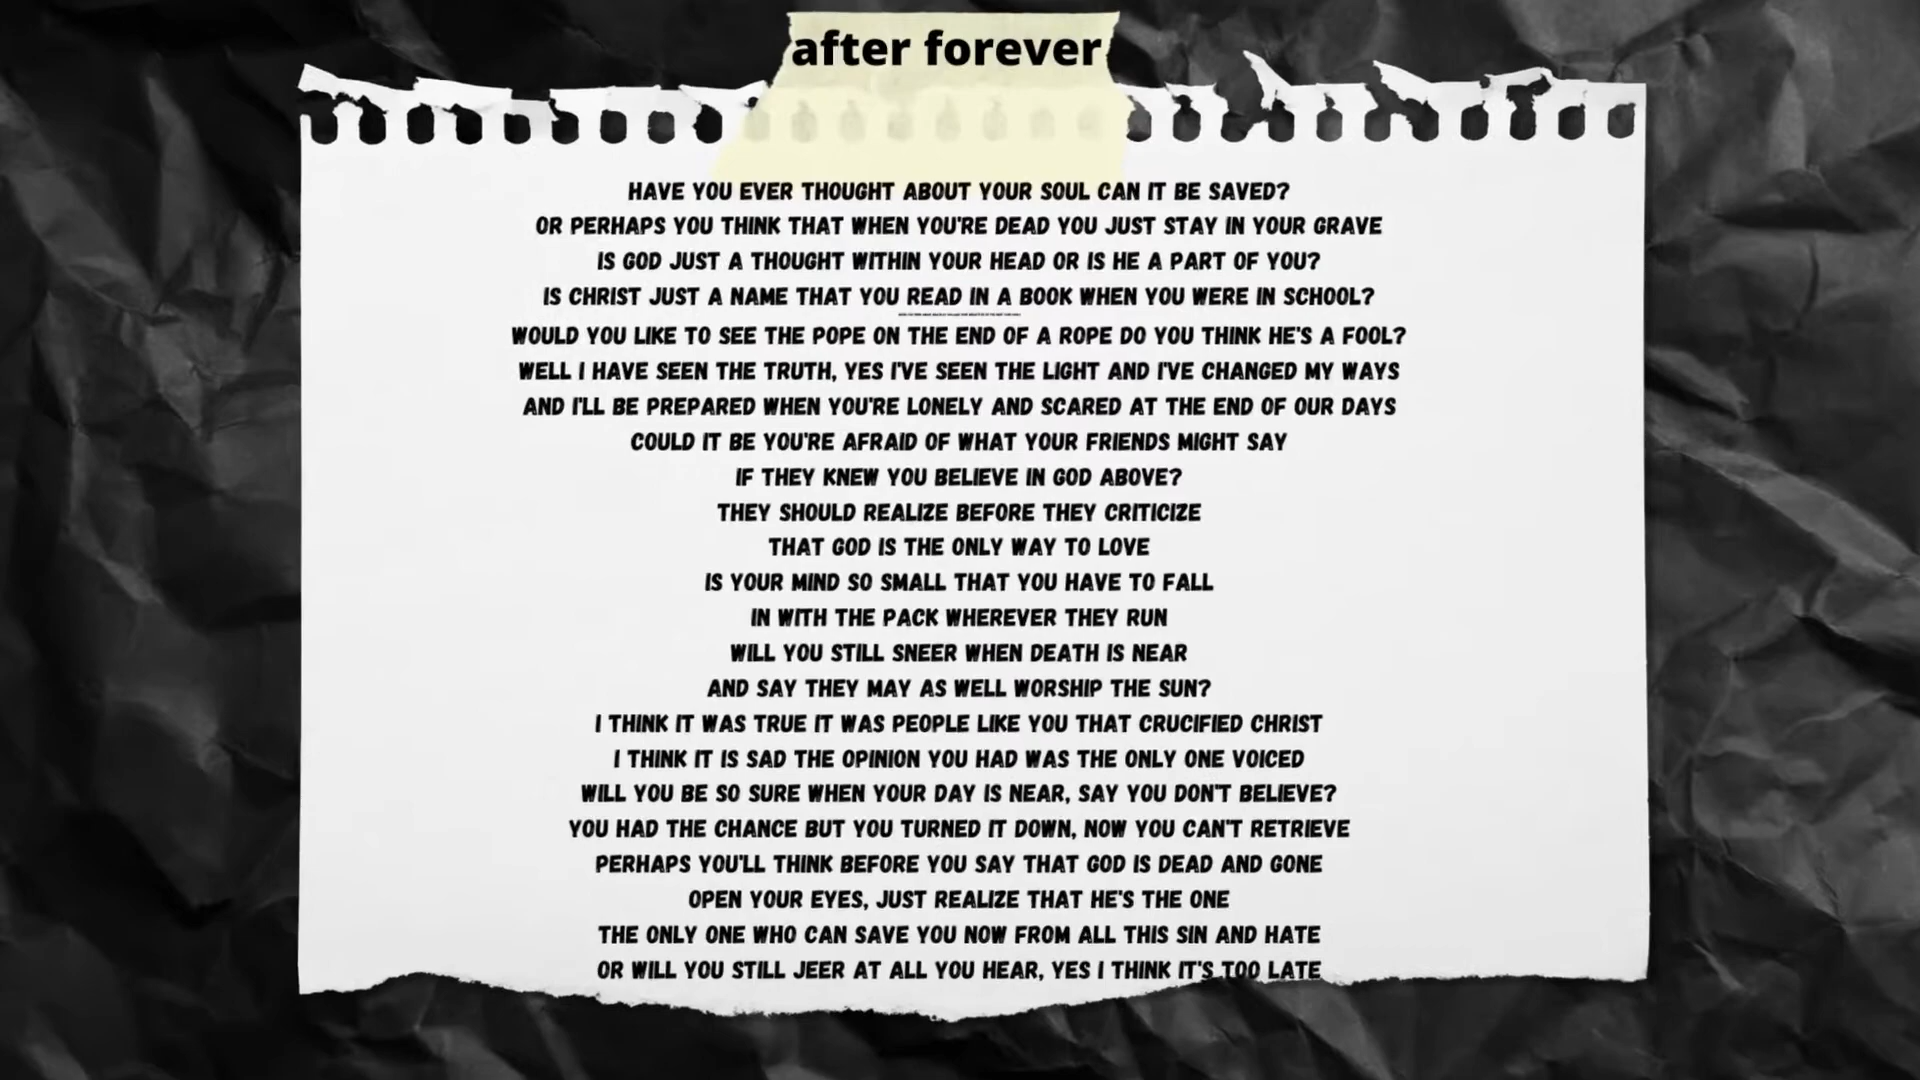 after forever
HAVE YOU EVER THOUGHT ABOUT YOUR SOUL CAN IT BE SAVED?
OR PERHAPS YOU THINK THAT WHEN YOU'RE DEAD YOU JUST STAY IN YOUR GRAVE
IS GOD JUST A THOUGHT WITHIN YOUR HEAD OR IS HE A PART OF YOU?
IS CHRIST JUST A NAME THAT YOU READ IN A BOOK WHEN YOU WERE IN SCHOOL?
WOULD YOU LIKE TO SEE THE POPE ON THE END OF A ROPE DO YOU THINK HE'S A FOOL?
WELL I HAVE SEEN THE TRUTH, YES I'VE SEEN THE LIGHT AND I'VE CHANGED MY WAYS
AND I'LL BE PREPARED WHEN YOU'RE LONELY AND SCARED AT THE END OF OUR DAYS
COULD IT BE YOU'RE AFRAID OF WHAT YOUR FRIENDS MIGHT SAY
IF THEY KNEW YOU BELIEVE IN GOD ABOVE?
THEY SHOULD REALIZE BEFORE THEY CRITICIZE
THAT GOD IS THE ONLY WAY TO LOVE
IS YOUR MIND SO SMALL THAT YOU HAVE TO FALL
IN WITH THE PACK WHEREVER THEY RUN
WILL YOU STILL SNEER WHEN DEATH IS NEAR
AND SAY THEY MAY AS WELL WORSHIP THE SUN?
I THINK IT WAS TRUE IT WAS PEOPLE LIKE YOU THAT CRUCIFIED CHRIST
I THINK IT IS SAD THE OPINION YOU HAD WAS THE ONLY ONE VOICED
WILL YOU BE SO SURE WHEN YOUR DAY IS NEAR, SAY YOU DON'T BELIEVE?
YOU HAD THE CHANCE BUT YOU TURNED IT DOWN, NOW YOU CAN'T RETRIEVE
PERHAPS YOU'LL THINK BEFORE YOU SAY THAT GOD IS DEAD AND GONE
OPEN YOUR EYES, JUST REALIZE THAT HE'S THE ONE
THE ONLY ONE WHO CAN SAVE YOU NOW FROM ALL THIS SIN AND HATE
OR WILL YOU STILL JEER AT ALL YOU HEAR, YES I THINK IT'S TOO LATE